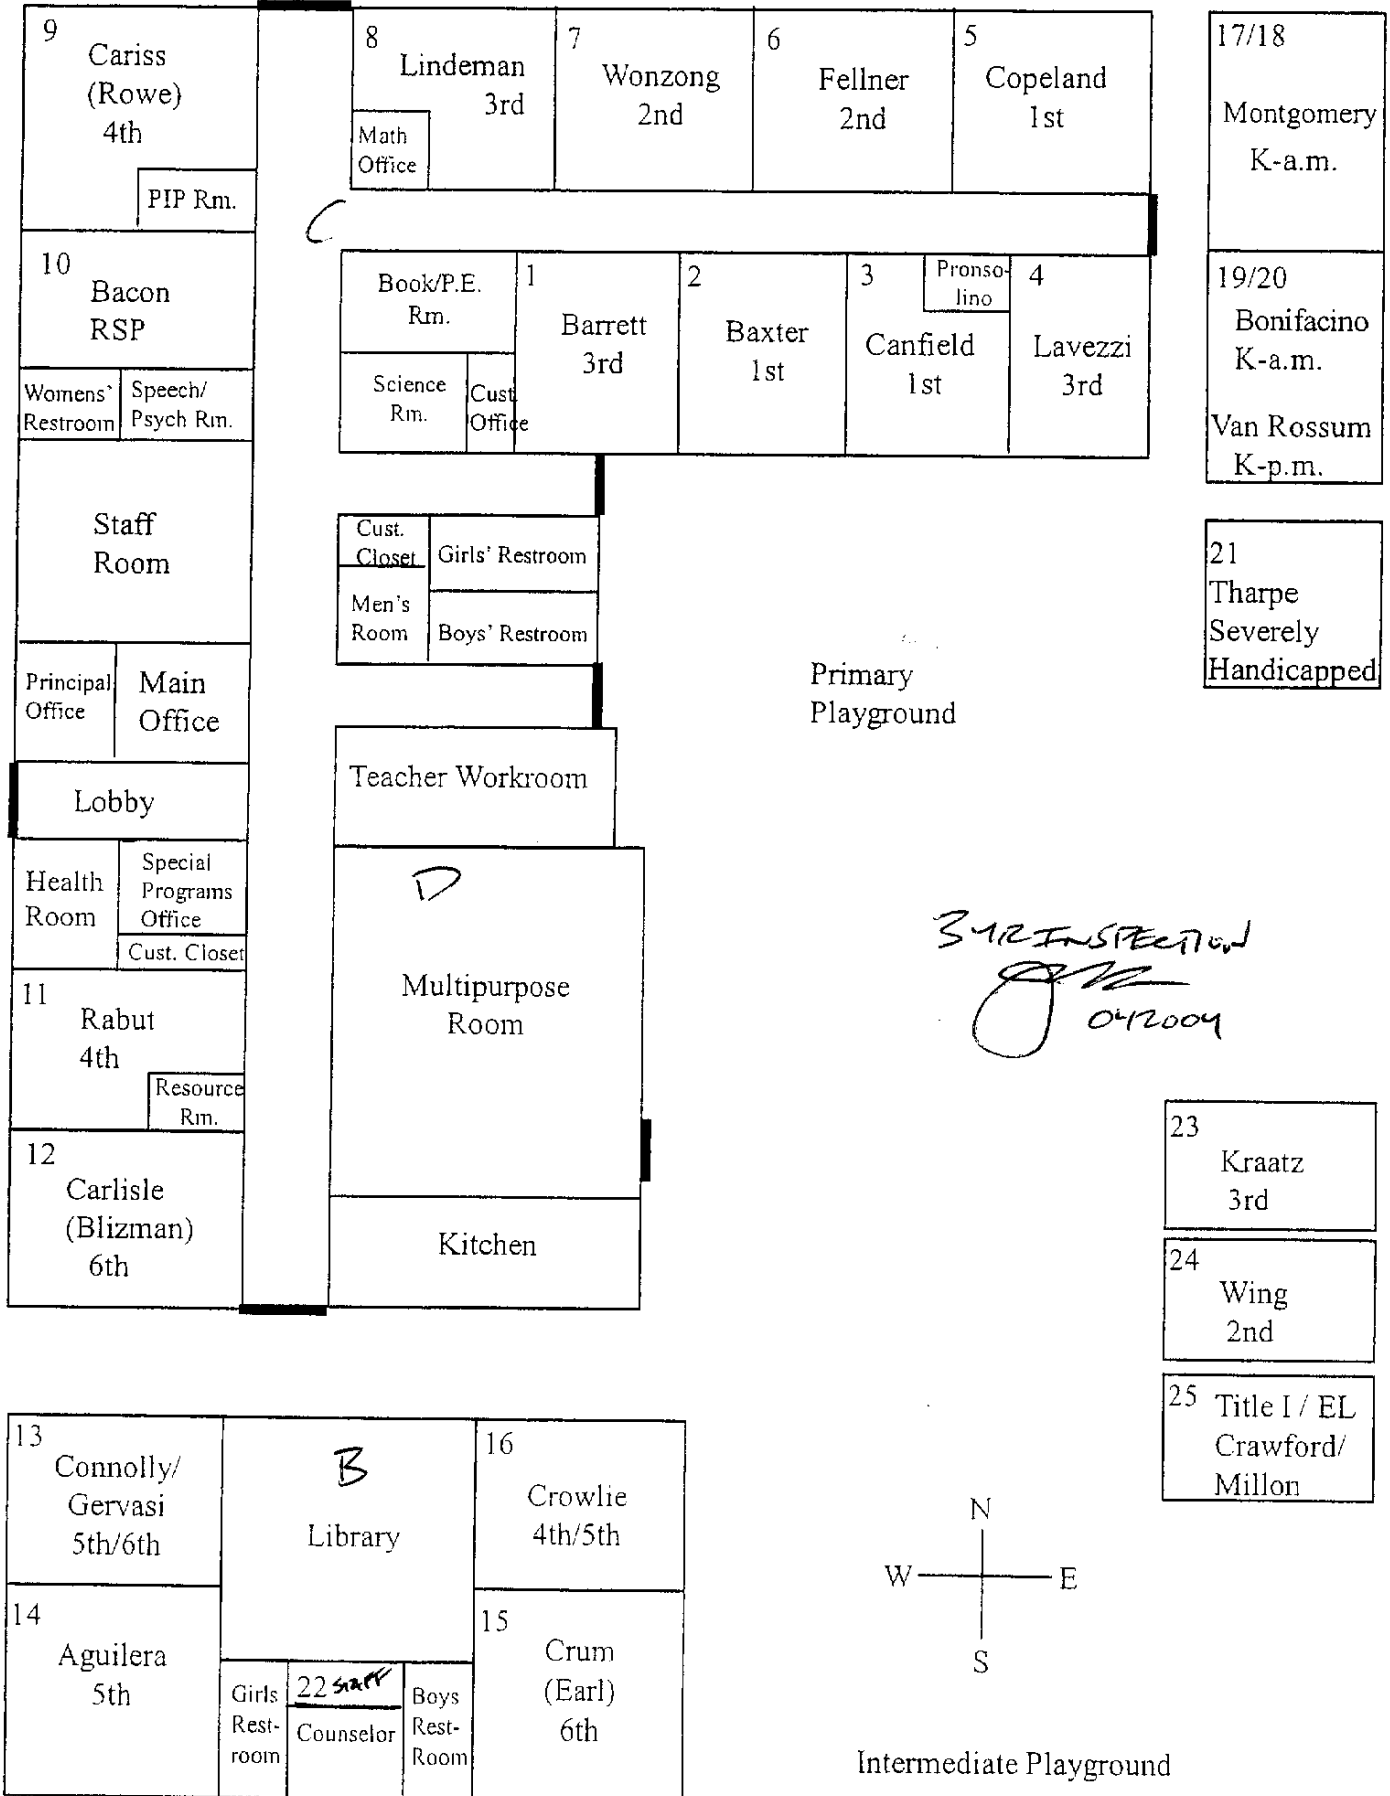 9
Cariss
(Rowe)
4th
PIP Rm.
8
Lindeman
3rd
Math
Office
7
Wonzong
2nd
6
Fellner
2nd
5
Copeland
1st
17/18
Montgomery
K-a.m.
C
10
Bacon
RSP
Book/P.E.
Rm.
Science
Rm.
Cust.
Office
1
Barrett
3rd
2
Baxter
1st
3
Pronso-
lino
Canfield
1st
4
Lavezzi
3rd
19/20
Bonifacino
K-a.m.
Van Rossum
K-p.m.
Womens'
Restroom
Speech/
Psych Rm.
Staff
Room
Cust.
Closet
Girls' Restroom
Men's
Room
Boys' Restroom
21
Tharpe
Severely
Handicapped
Principal
Office
Main
Office
Primary
Playground
Lobby
Teacher Workroom
Health
Room
Special
Programs
Office
Cust. Closet
D
Multipurpose
Room
3 YR INSPECTION
042004
11
Rabut
4th
Resource
Rm.
12
Carlisle
(Blizman)
6th
Kitchen
23
Kraatz
3rd
24
Wing
2nd
25
Title I / EL
Crawford/
Millon
13
Connolly/
Gervasi
5th/6th
B
Library
16
Crowlie
4th/5th
14
Aguilera
5th
Girls
Rest-
room
22 STAFF
Counselor
Boys
Rest-
Room
15
Crum
(Earl)
6th
N
W E
S
Intermediate Playground